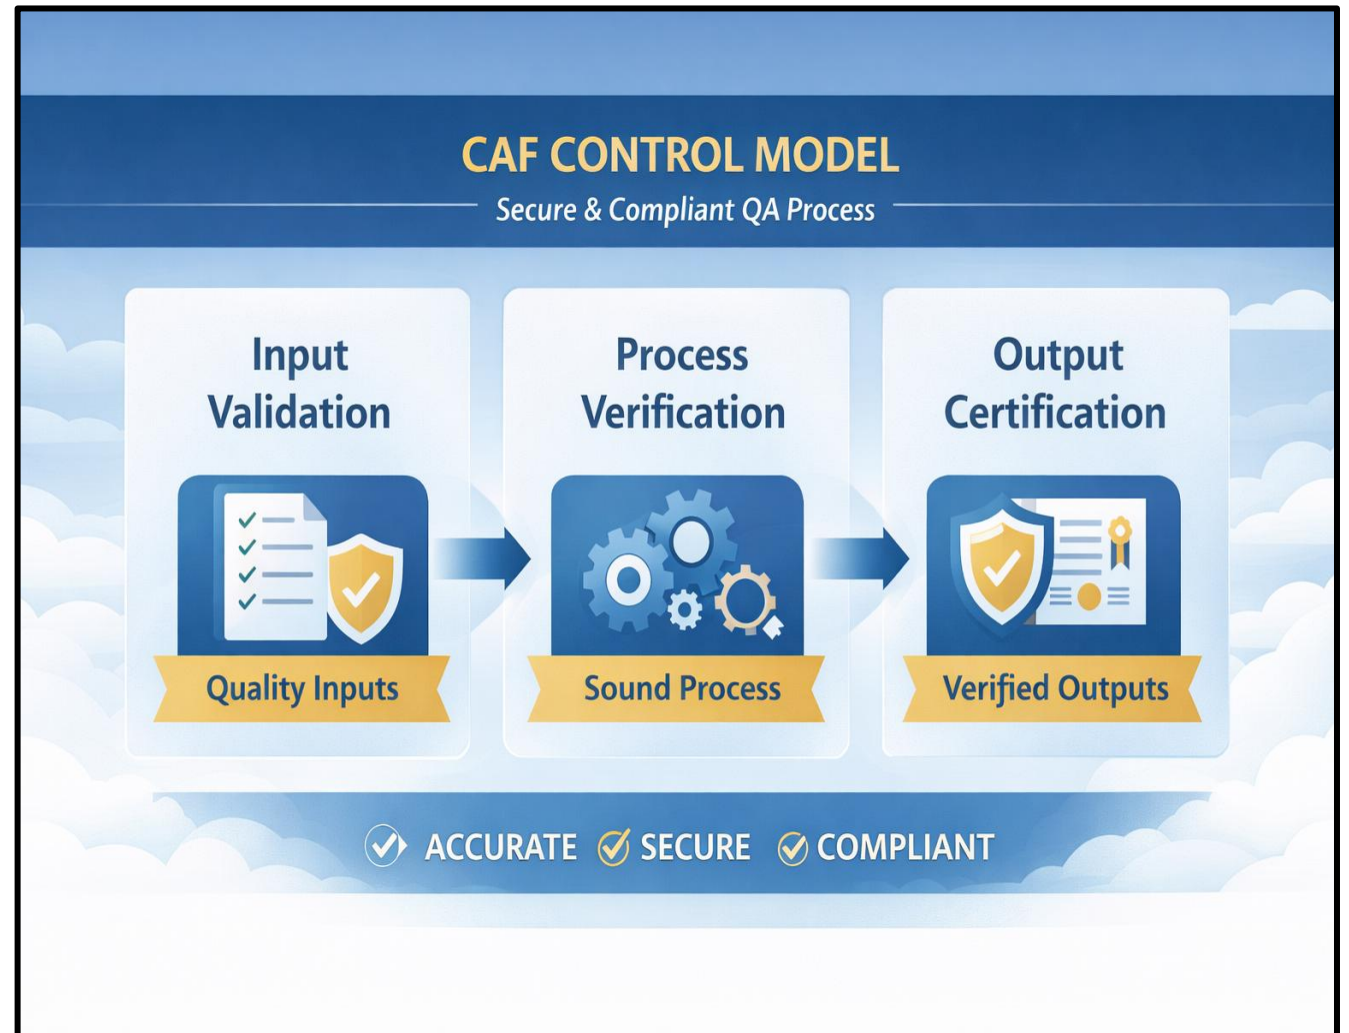 CAF CONTROL MODEL
Secure & Compliant QA Process
Input
Validation
Quality Inputs
Process
Verification
Sound Process
Output
Certification
Verified Outputs
ACCURATE SECURE COMPLIANT